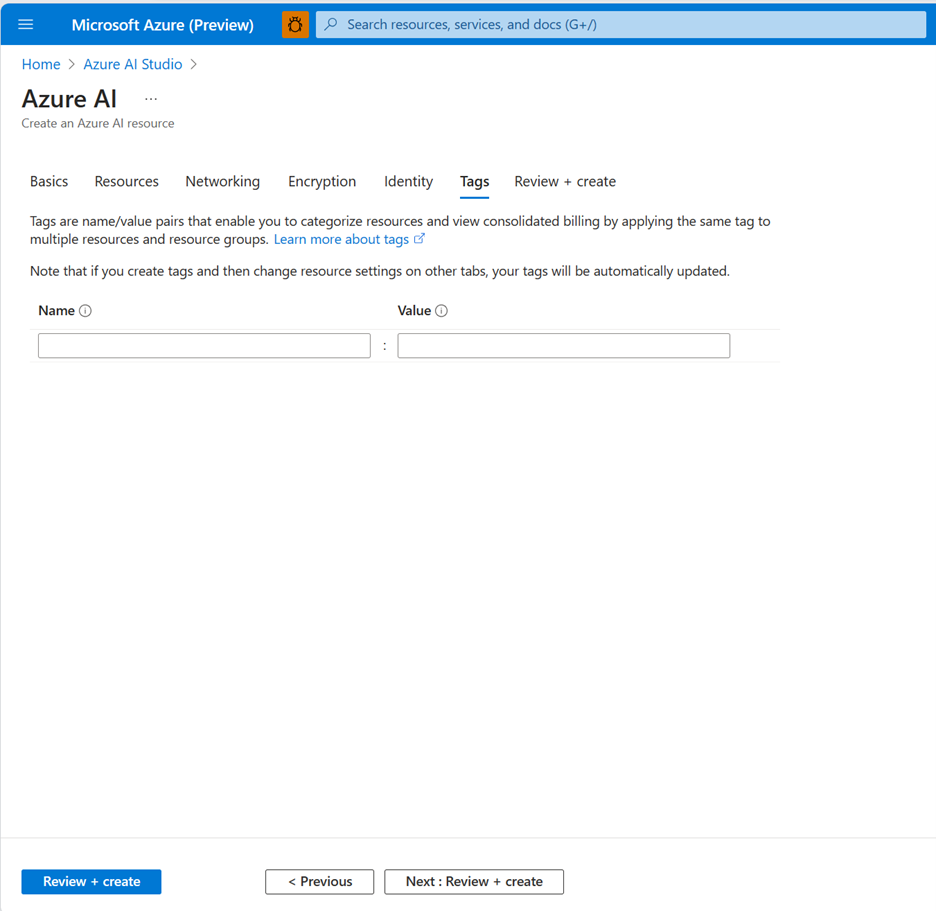 Microsoft Azure (Preview)
Search resources, services, and docs (G+/)
Home > Azure AI Studio >
Azure AI ...
Create an Azure AI resource
Basics Resources Networking Encryption Identity Tags Review + create
Tags are name/value pairs that enable you to categorize resources and view consolidated billing by applying the same tag to
multiple resources and resource groups. Learn more about tags
Note that if you create tags and then change resource settings on other tabs, your tags will be automatically updated.
Name Value
:
Review + create < Previous Next : Review + create